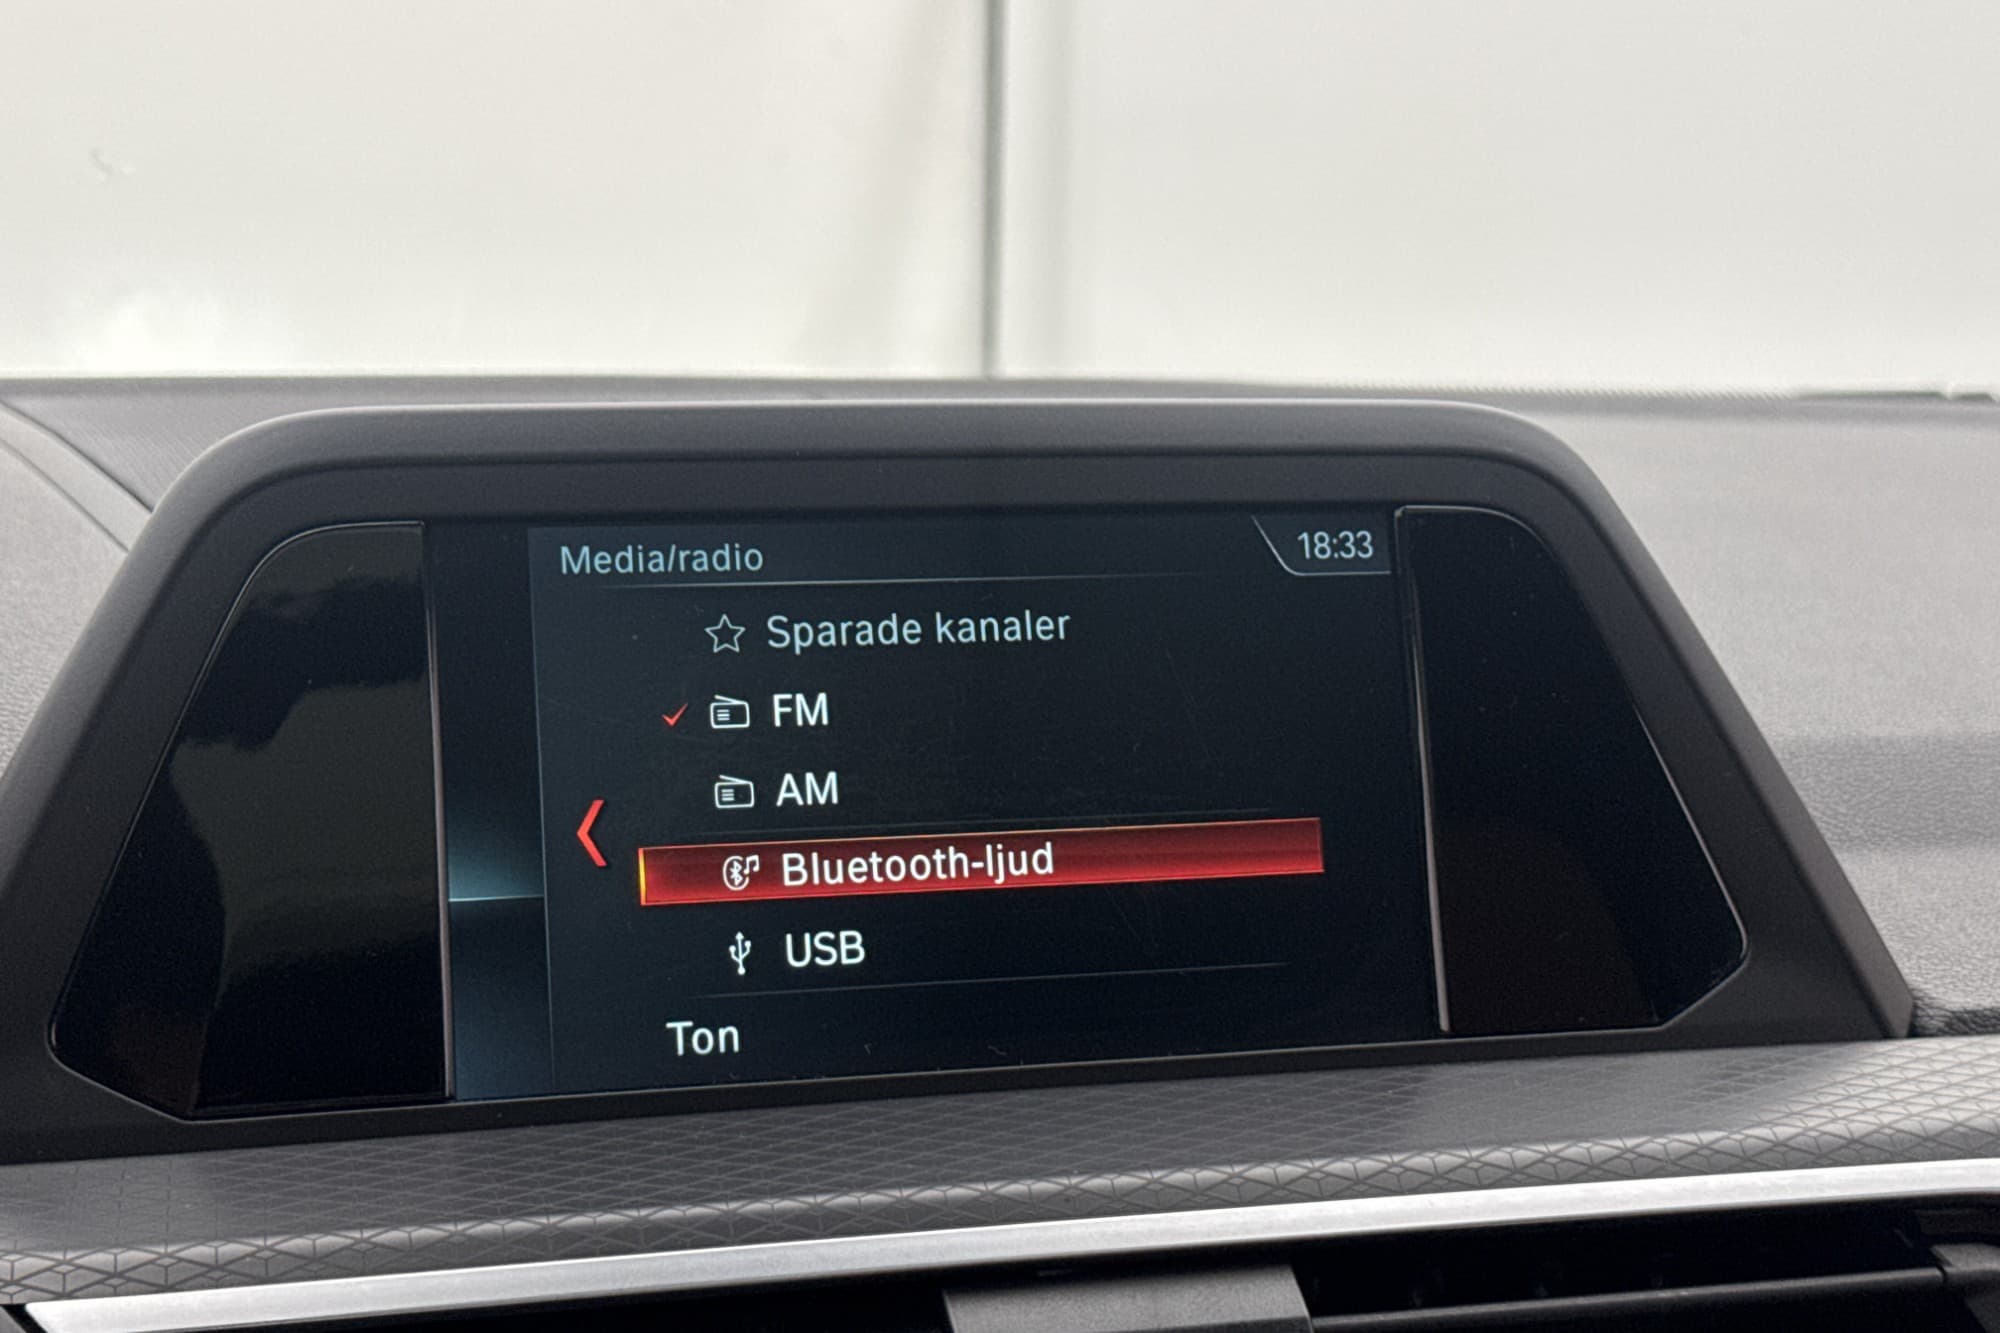 Media/radio
18:33
Sparade kanaler
FM
AM
Bluetooth-ljud
USB
Ton